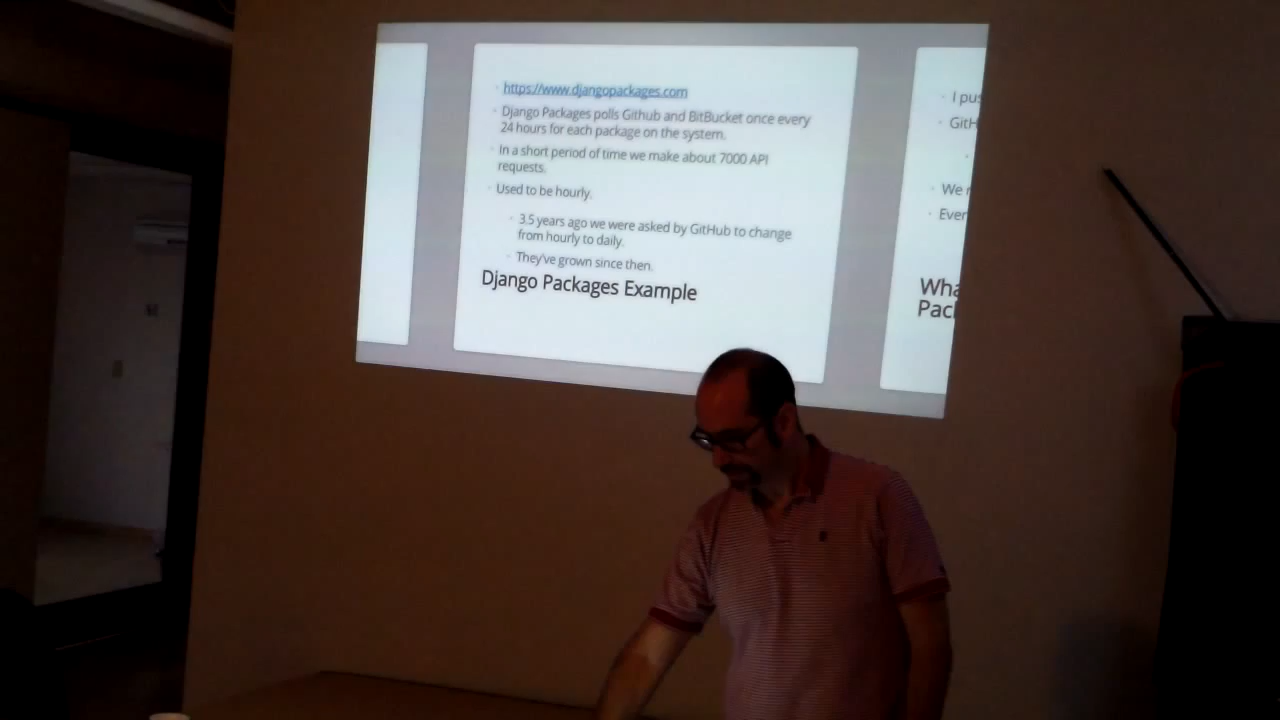 https://www.djangopackages.com
Django Packages polls Github and BitBucket once every
24 hours for each package on the system.
In a short period of time we make about 7000 API
requests.
Used to be hourly.
3.5 years ago we were asked by GitHub to change
from hourly to daily.
They've grown since then.
Django Packages Example
I pus
GitH
We r
Ever
Wha
Pac